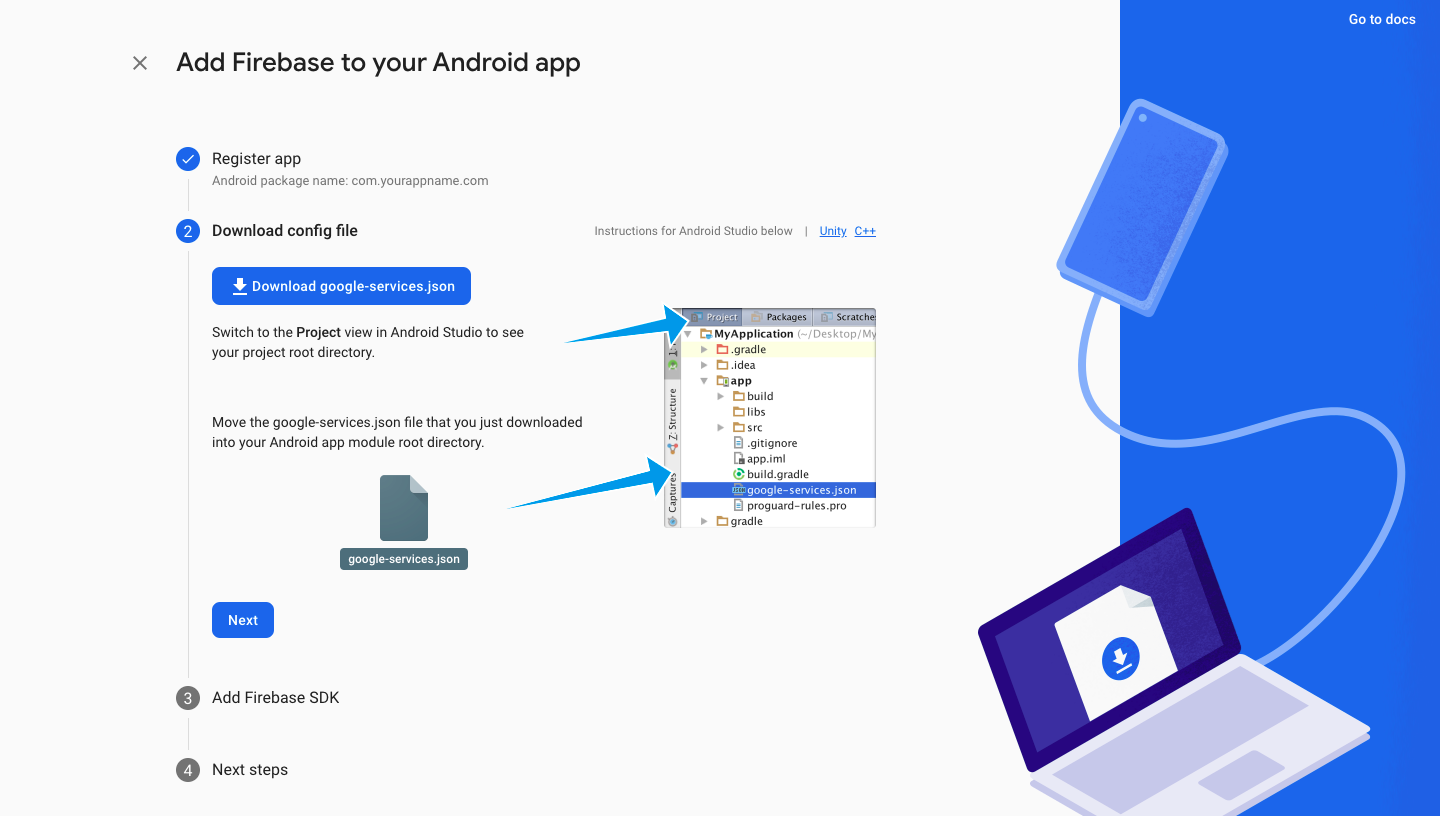 Go to docs
Add Firebase to your Android app
Register app
Android package name: com.yourappname.com
2
Download config file
Instructions for Android Studio below | Unity C++
Download google-services.json
Switch to the Project view in Android Studio to see
your project root directory.
Move the google-services.json file that you just downloaded
into your Android app module root directory.
google-services.json
Project Packages Scratches
MyApplication (~/Desktop/My
.gradle
.idea
app
build
libs
src
.gitignore
app.iml
build.gradle
google-services.json
proguard-rules.pro
gradle
Z: Structure
Captures
Next
3
Add Firebase SDK
4
Next steps